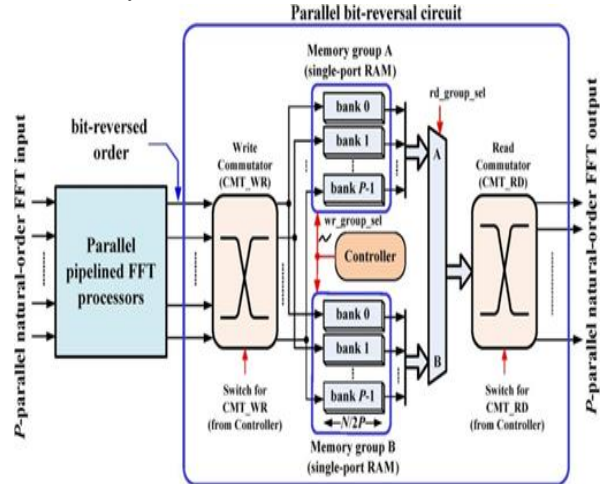 Parallel bit-reversal circuit
Memory group A
(single-port RAM)
bank 0
bank 1
bank P-1
rd_group_sel
bit-reversed
order
Write
Commutator
(CMT_WR)
A
Read
Commutator
(CMT_RD)
P-parallel natural-order FFT input
Parallel
pipelined FFT
processors
wr_group_sel
Controller
P-parallel natural-order FFT output
bank 0
bank 1
bank P-1
B
N/2P
Switch for
CMT_WR
(from Controller)
Memory group B
(single-port RAM)
Switch for
CMT_RD
(from Controller)